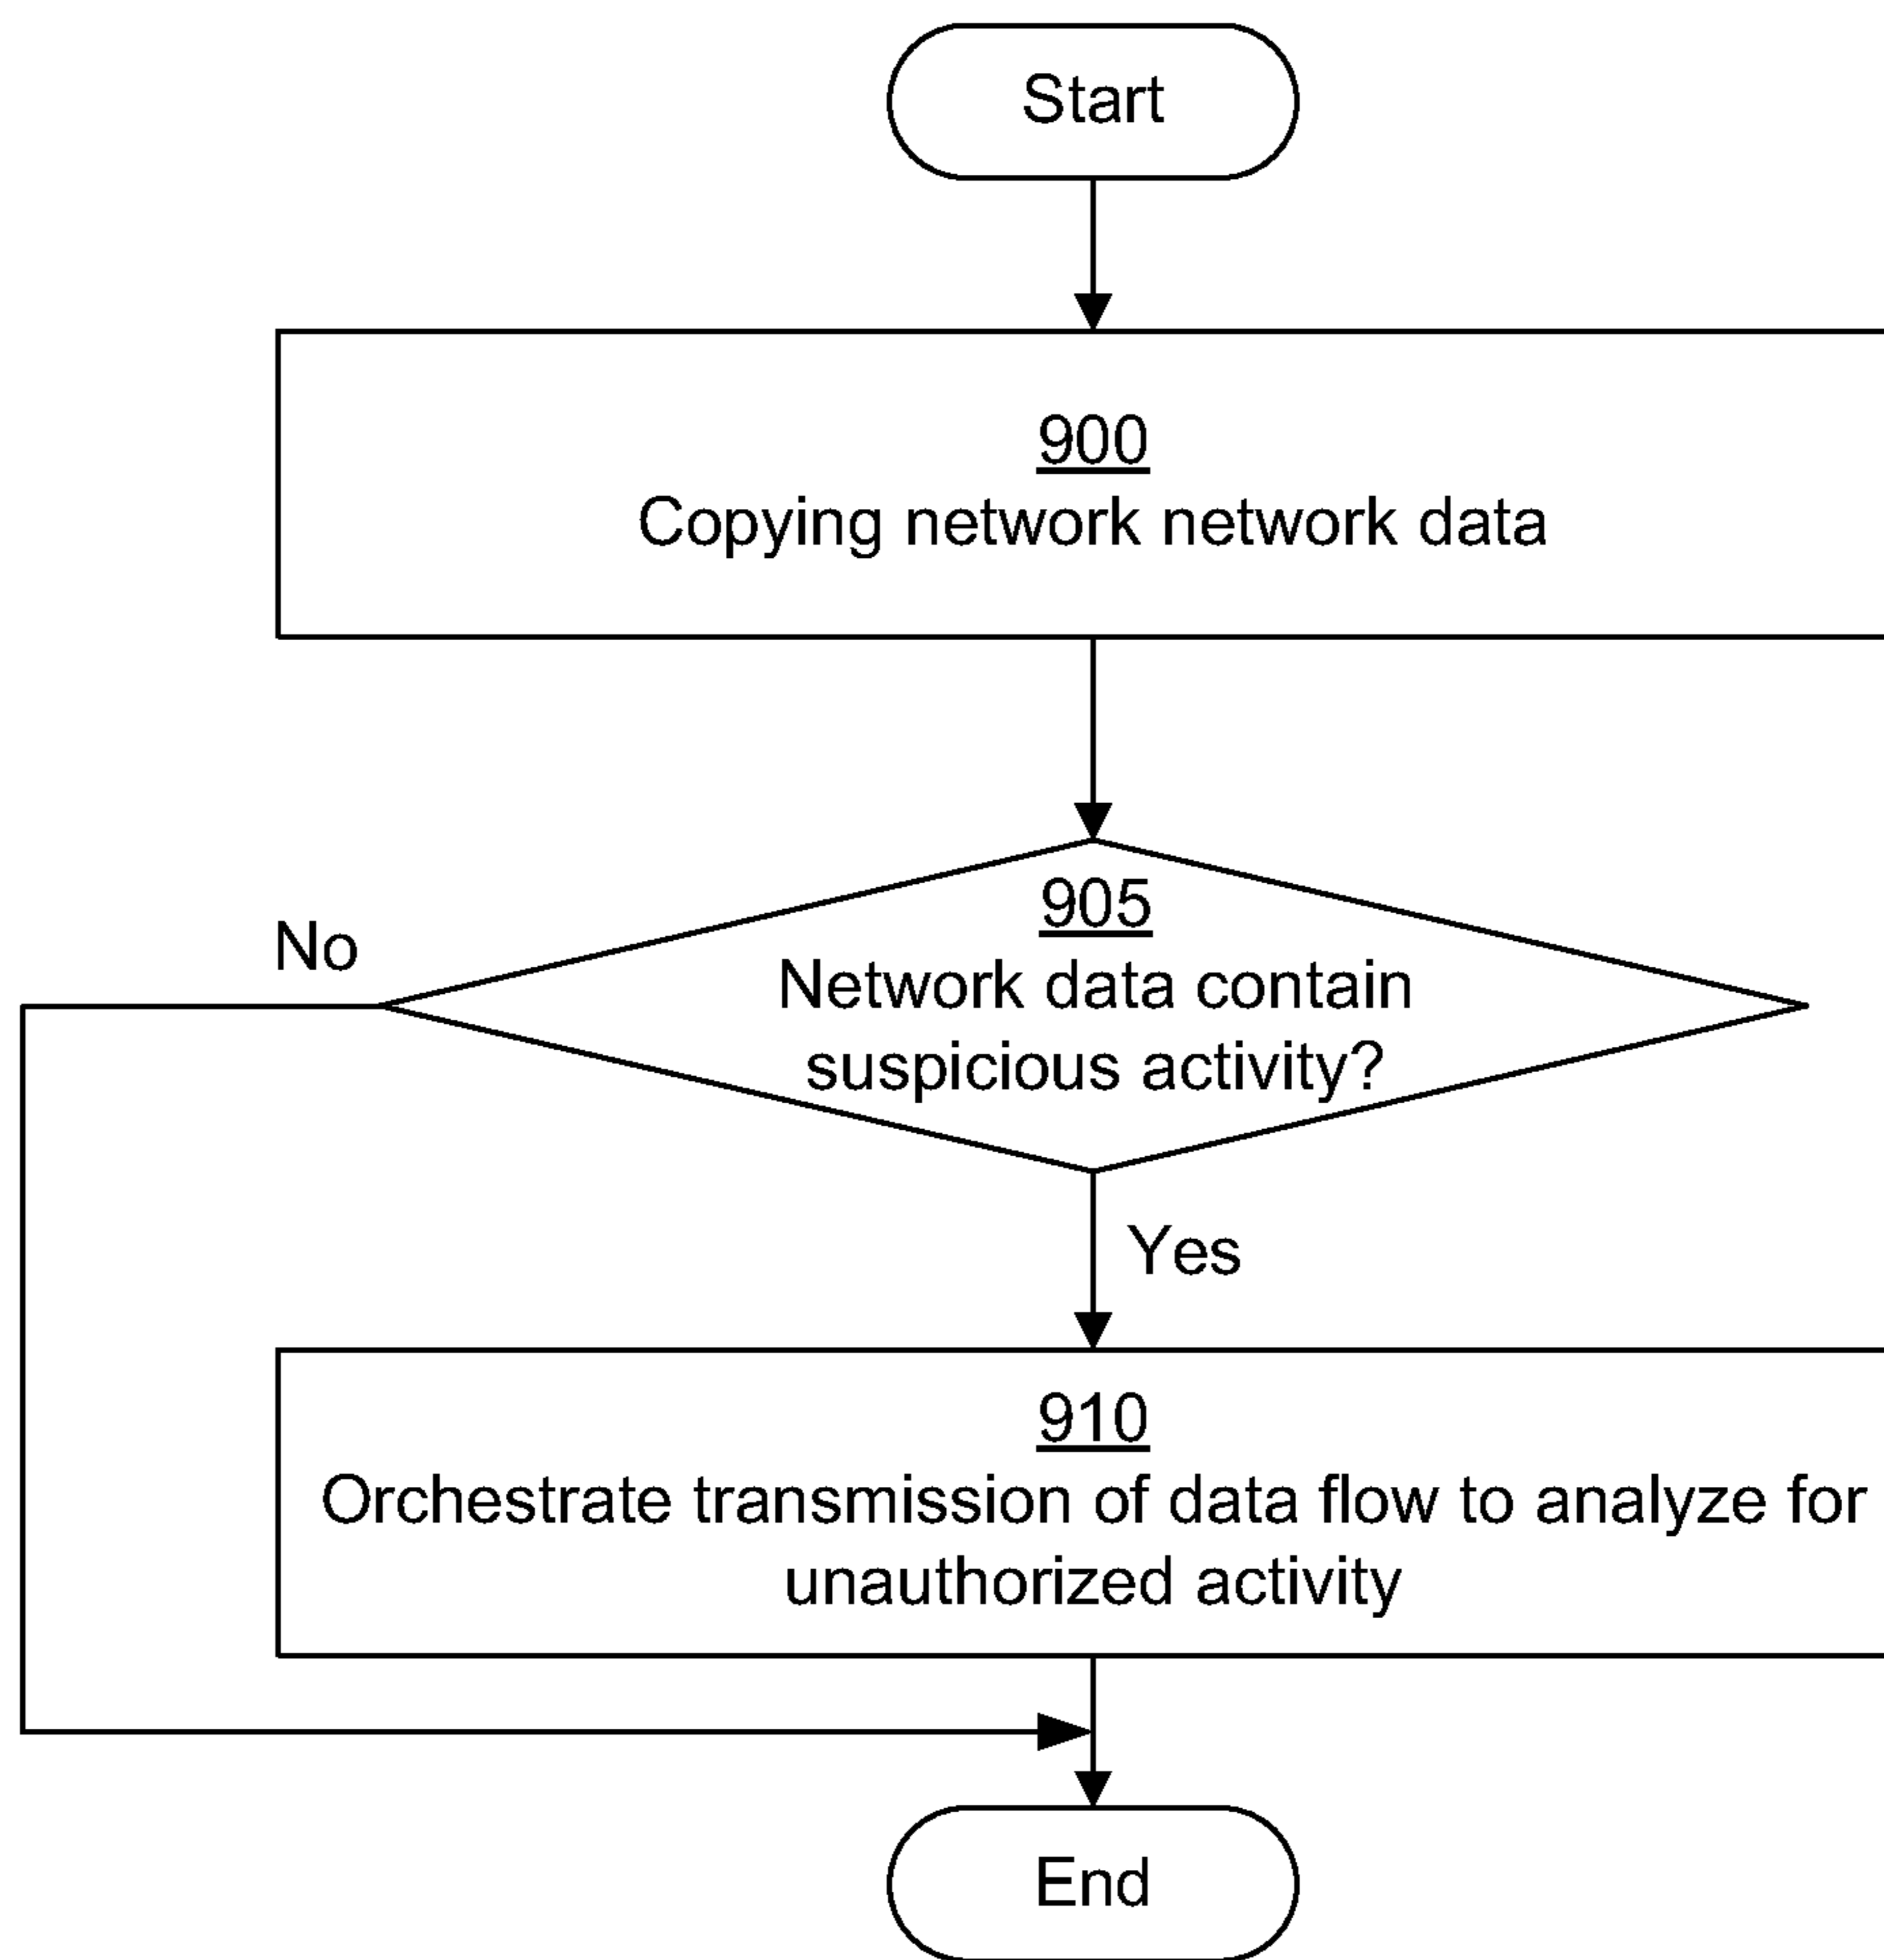 Start
900
Copying network network data
905
Network data contain
suspicious activity?
No
Yes
910
Orchestrate transmission of data flow to analyze for
unauthorized activity
End